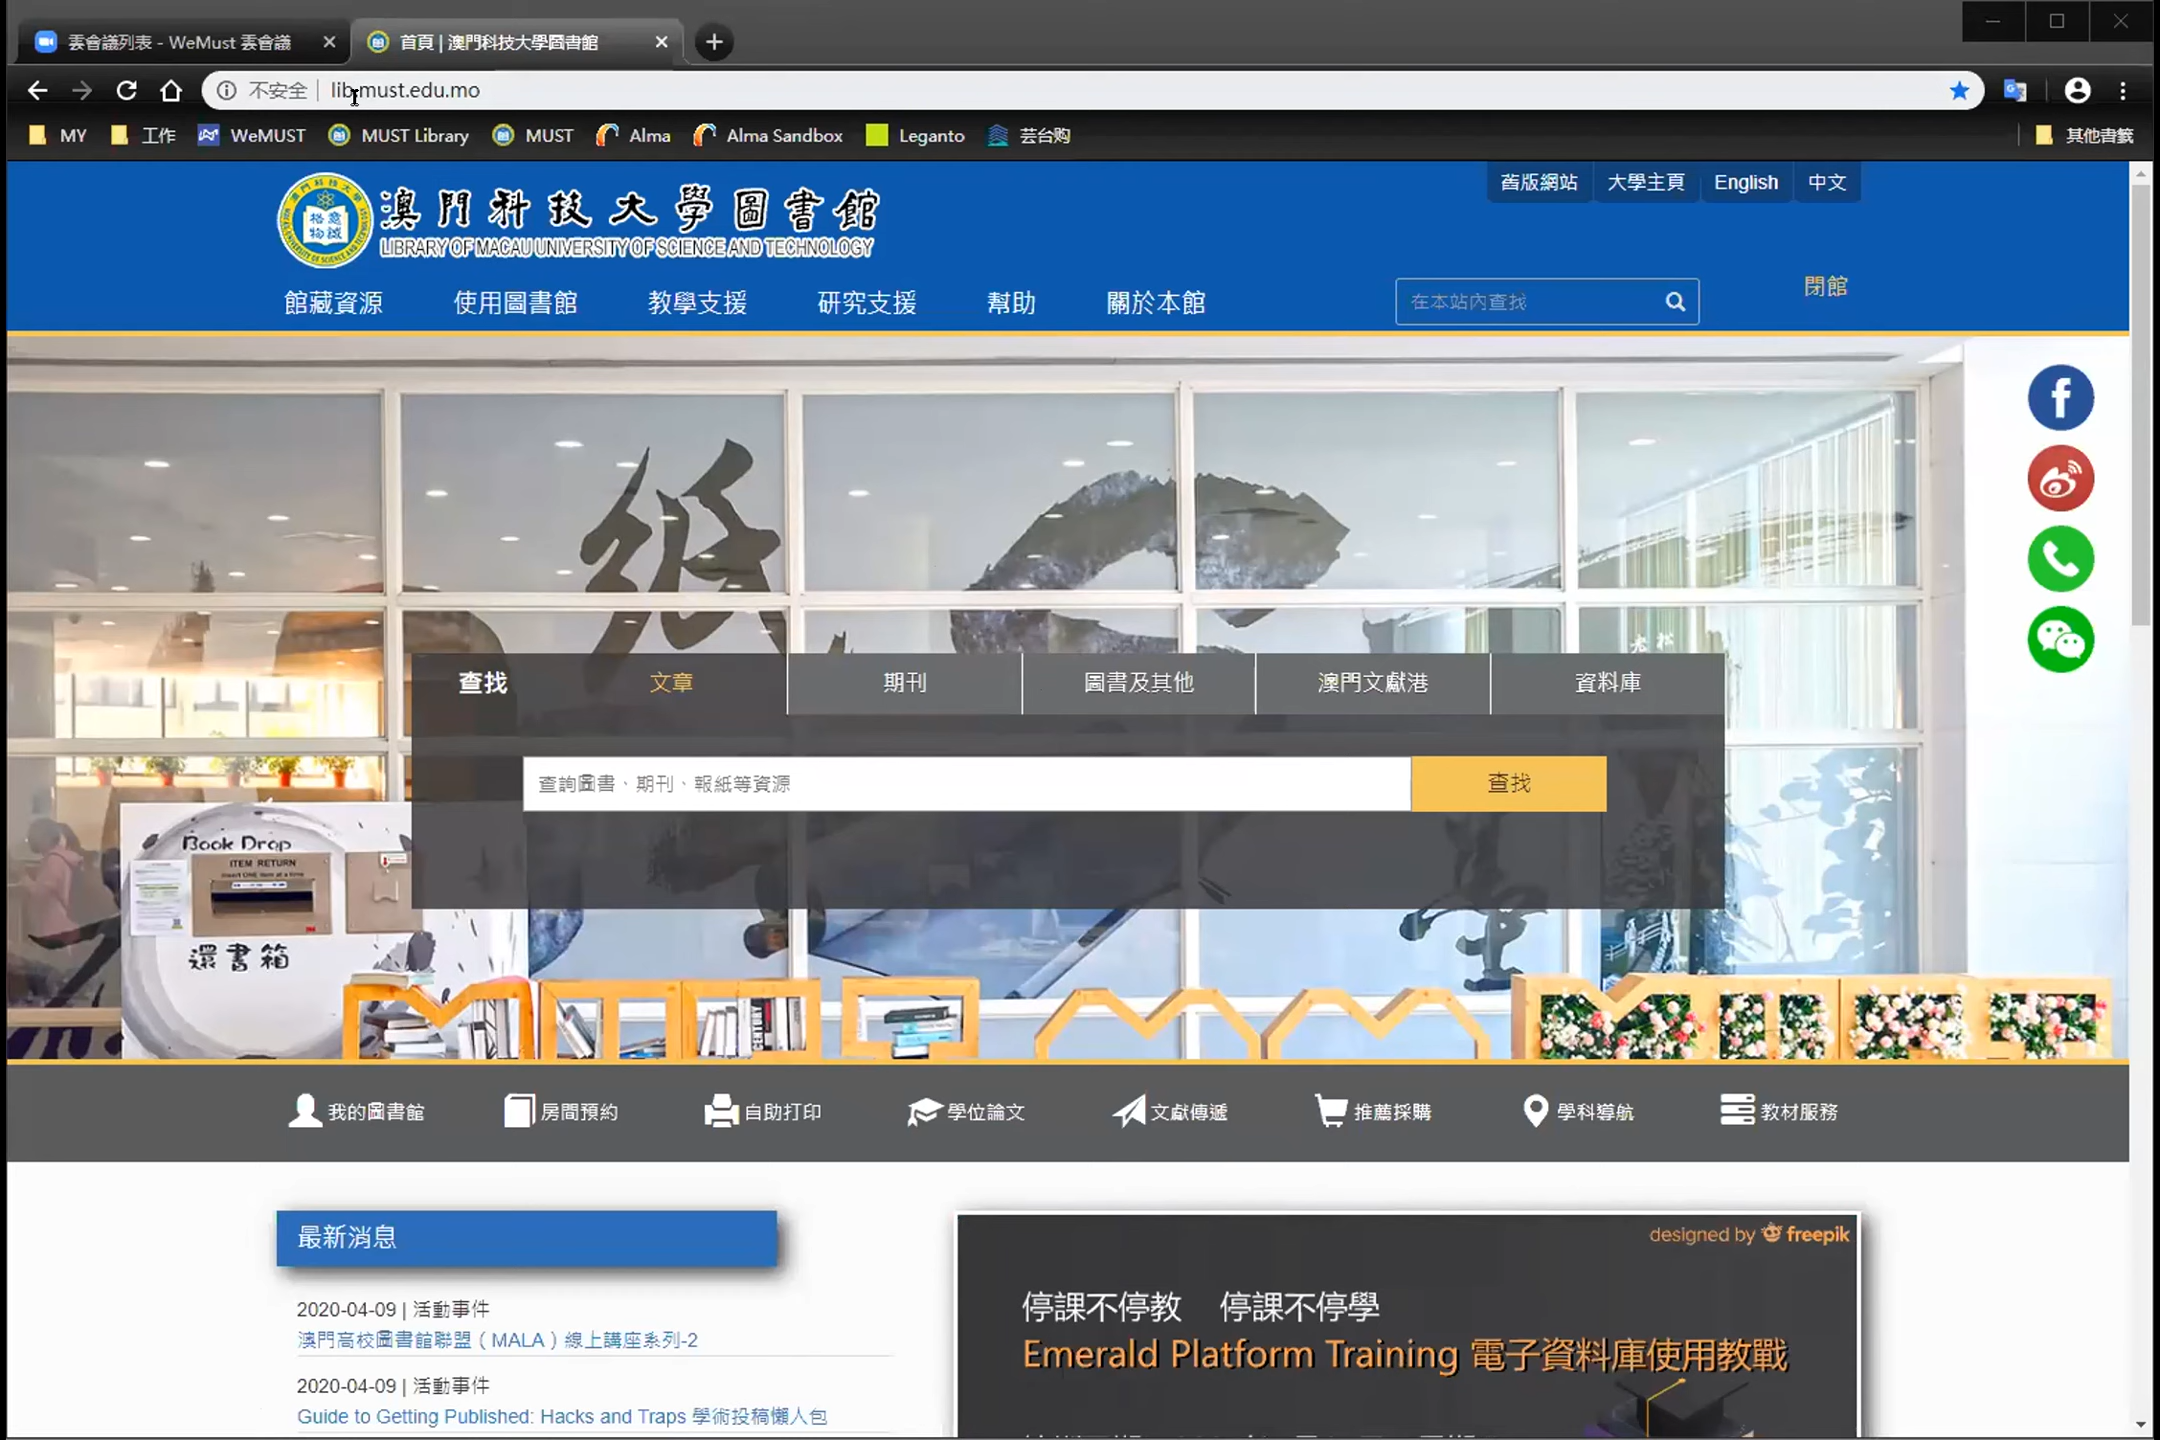 雲會議列表 - WeMust 雲會議
首頁 | 澳門科技大學圖書館
不安全 | lib.must.edu.mo
MY 工作 WeMUST MUST Library MUST Alma Alma Sandbox Leganto 芸台购 其他書籤
舊版網站 大學主頁 English 中文
澳門科技大學圖書館
LIBRARY OF MACAU UNIVERSITY OF SCIENCE AND TECHNOLOGY
館藏資源 使用圖書館 教學支援 研究支援 幫助 關於本館 在本站內查找 閉館
紙
查找 文章 期刊 圖書及其他 澳門文獻港 資料庫
查詢圖書、期刊、報紙等資源 查找
Book Drop
ITEM RETURN
還書箱
我的圖書館 房間預約 自助打印 學位論文 文獻傳遞 推薦採購 學科導航 教材服務
最新消息
2020-04-09 | 活動事件
澳門高校圖書館聯盟（MALA）線上講座系列-2
2020-04-09 | 活動事件
Guide to Getting Published: Hacks and Traps 學術投稿懶人包
designed by freepik
停課不停教 停課不停學
Emerald Platform Training 電子資料庫使用教戰